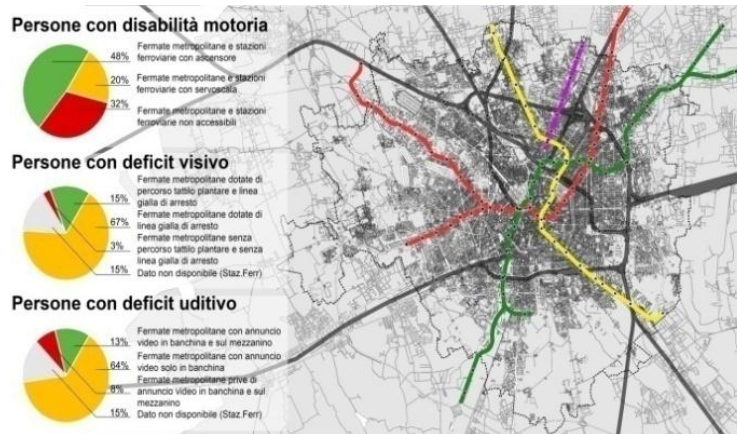 Persone con disabilità motoria
48%
Fermate metropolitane e stazioni
ferroviarie con ascensore
20%
Fermate metropolitane e stazioni
ferroviarie con servoscala
32%
Fermate metropolitane e stazioni
ferroviarie non accessibili
Persone con deficit visivo
15%
Fermate metropolitane dotate di
percorso tattilo plantare e linea
gialla di arresto
67%
Fermate metropolitane dotate di
linea gialla di arresto
3%
Fermate metropolitane senza
percorso tattilo plantare e senza
linea gialla di arresto
15%
Dato non disponibile (Staz.Ferr)
Persone con deficit uditivo
13%
Fermate metropolitane con annuncio
video in banchina e sul mezzanino
64%
Fermate metropolitane con annuncio
video solo in banchina
8%
Fermate metropolitane prive di
annuncio video in banchina e sul
mezzanino
15%
Dato non disponibile (Staz.Ferr)